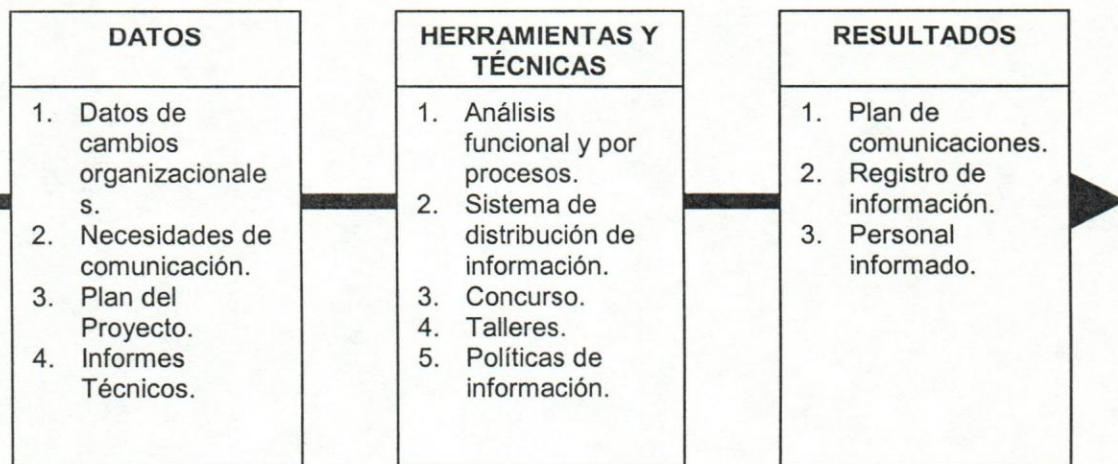 DATOS
1. Datos de
cambios
organizacionale
s.
2. Necesidades de
comunicación.
3. Plan del
Proyecto.
4. Informes
Técnicos.
HERRAMIENTAS Y
TÉCNICAS
1. Análisis
funcional y por
procesos.
2. Sistema de
distribución de
información.
3. Concurso.
4. Talleres.
5. Políticas de
información.
RESULTADOS
1. Plan de
comunicaciones.
2. Registro de
información.
3. Personal
informado.